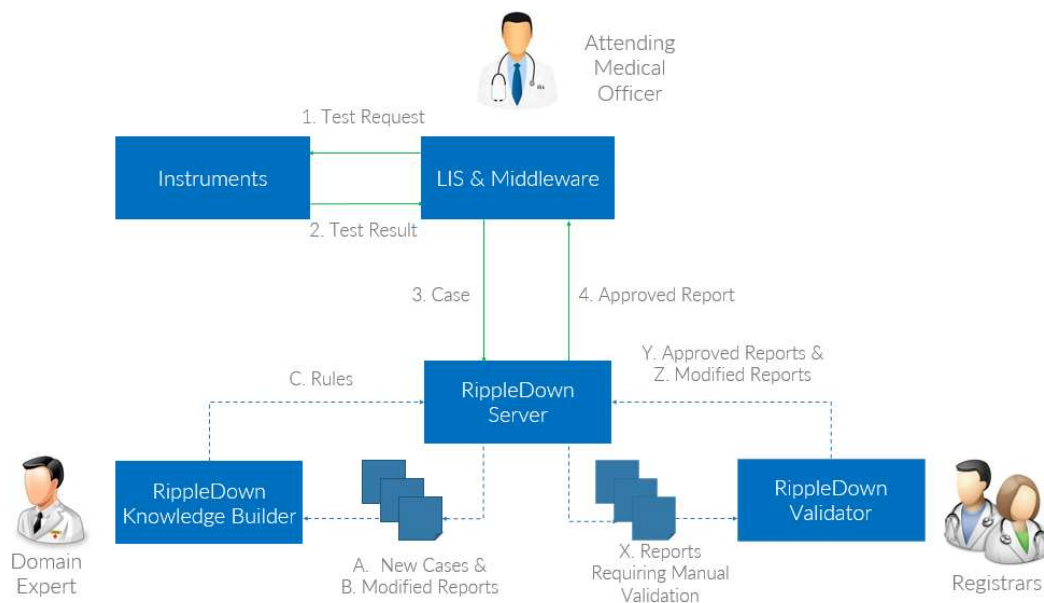 Attending
Medical
Officer
1. Test Request
Instruments
LIS & Middleware
2. Test Result
3. Case
4. Approved Report
Y. Approved Reports &
Z. Modified Reports
C. Rules
RippleDown
Server
RippleDown
Knowledge Builder
RippleDown
Validator
Domain
Expert
A. New Cases &
B. Modified Reports
X. Reports
Requiring Manual
Validation
Registrars